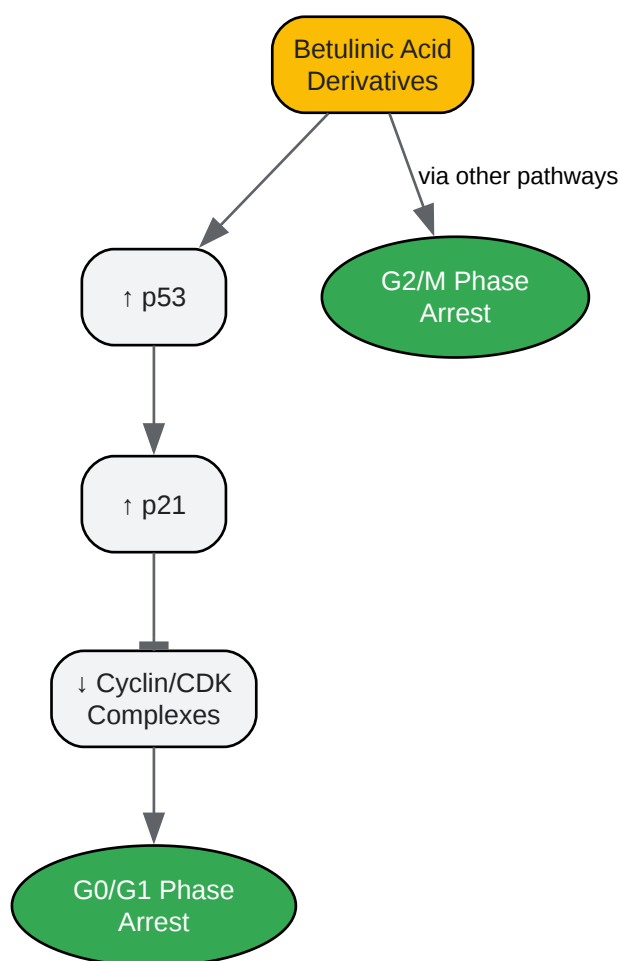 Betulinic Acid
Derivatives
via other pathways
↑ p53
G2/M Phase
Arrest
↑ p21
↓ Cyclin/CDK
Complexes
G0/G1 Phase
Arrest